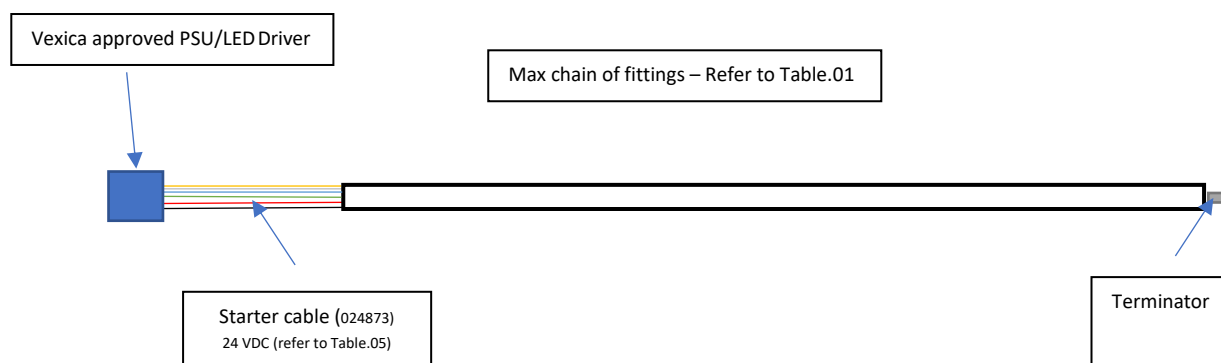 Vexica approved PSU/LED Driver
Max chain of fittings – Refer to Table.01
Starter cable (024873)
24 VDC (refer to Table.05)
Terminator